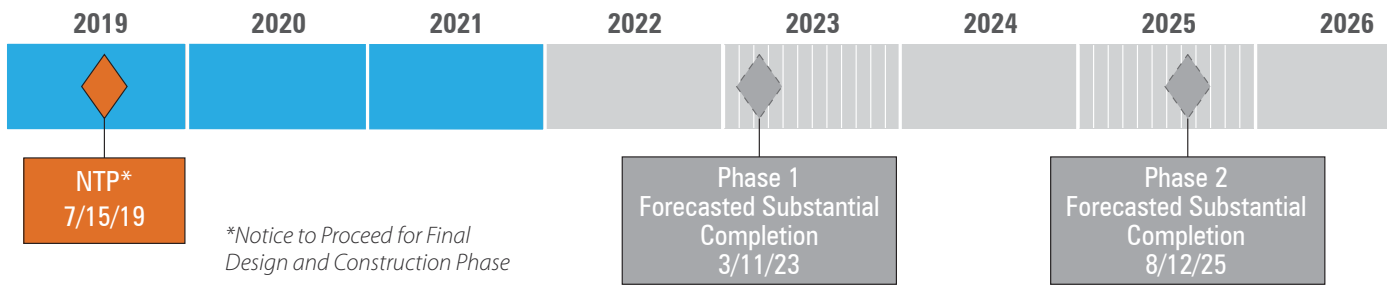 2019 2020 2021 2022 2023 2024 2025 2026
NTP*
7/15/19
*Notice to Proceed for Final
Design and Construction Phase
Phase 1
Forecasted Substantial
Completion
3/11/23
Phase 2
Forecasted Substantial
Completion
8/12/25